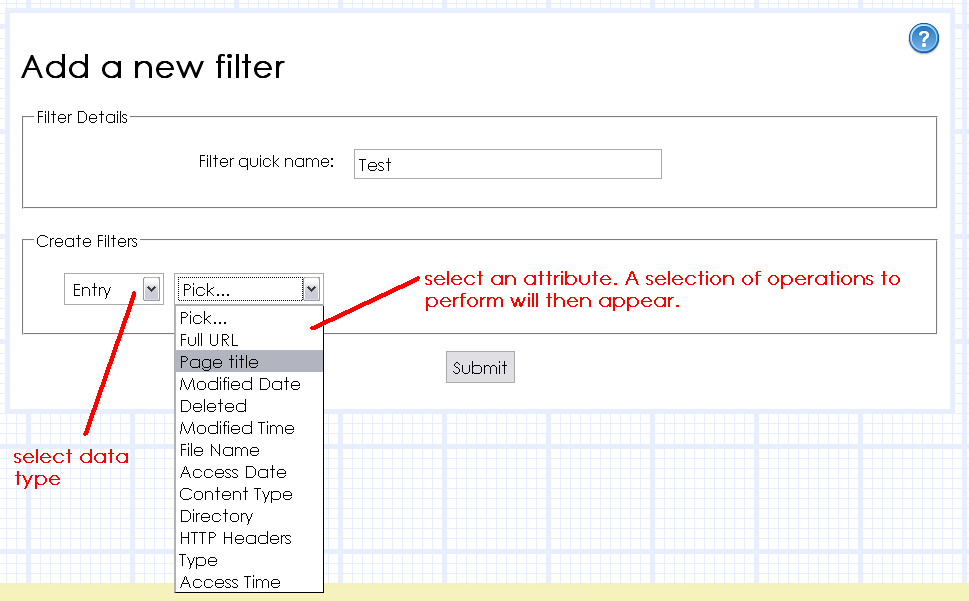 ?
Add a new filter
Filter Details
Filter quick name:
Test
Create Filters
Entry
Pick...
select an attribute. A selection of operations to
perform will then appear.
Pick...
Full URL
Page title
Modified Date
Deleted
Modified Time
File Name
Access Date
Content Type
Directory
HTTP Headers
Type
Access Time
Submit
select data
type